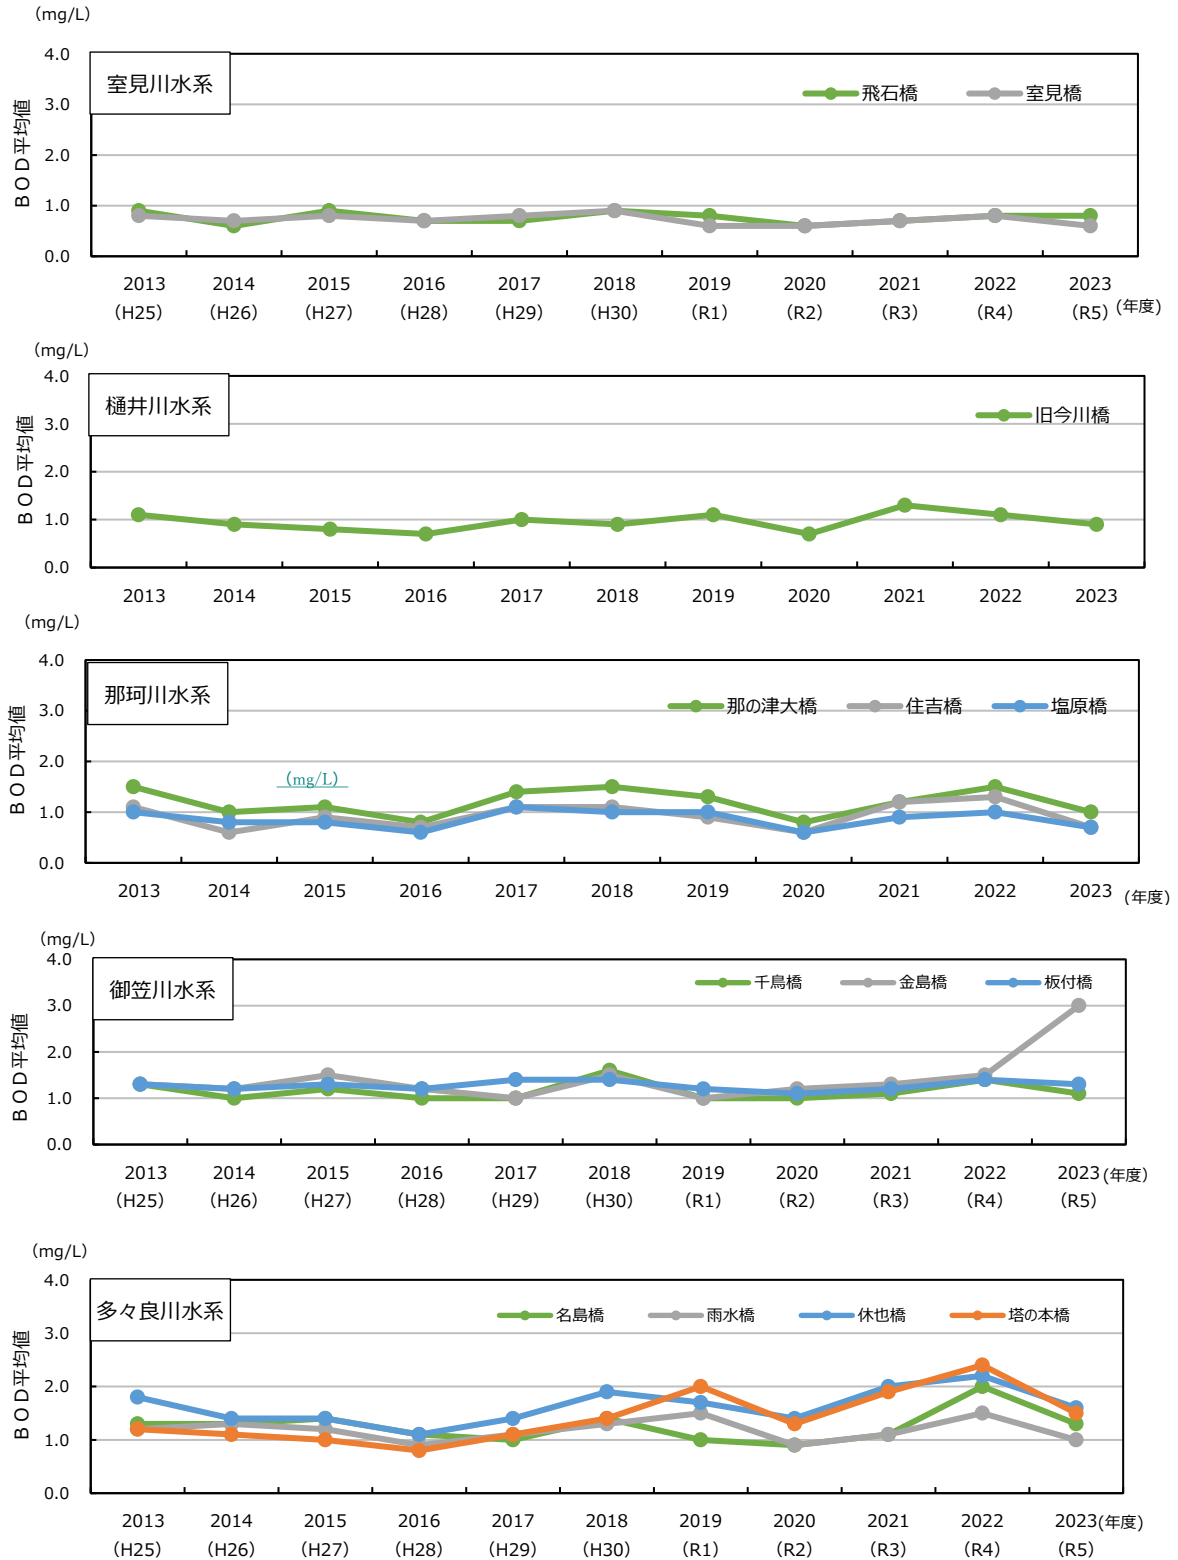 （mg/L）
室見川水系
飛石橋 室見橋
ＢＯＤ平均値
4.0
3.0
2.0
1.0
0.0
2013 2014 2015 2016 2017 2018 2019 2020 2021 2022 2023
（H25） （H26） （H27） （H28） （H29） （H30） （R1） （R2） （R3） （R4） （R5） (年度)
（mg/L）
樋井川水系
旧今川橋
ＢＯＤ平均値
4.0
3.0
2.0
1.0
0.0
2013 2014 2015 2016 2017 2018 2019 2020 2021 2022 2023
（mg/L）
那珂川水系
那の津大橋 住吉橋 塩原橋
ＢＯＤ平均値
4.0
3.0
2.0
（mg/L）
1.0
0.0
2013 2014 2015 2016 2017 2018 2019 2020 2021 2022 2023 (年度)
（mg/L）
御笠川水系
千鳥橋 金島橋 板付橋
ＢＯＤ平均値
4.0
3.0
2.0
1.0
0.0
2013 2014 2015 2016 2017 2018 2019 2020 2021 2022 2023 (年度)
（H25） （H26） （H27） （H28） （H29） （H30） （R1） （R2） （R3） （R4） （R5）
（mg/L）
多々良川水系
名島橋 雨水橋 休也橋 塔の本橋
ＢＯＤ平均値
4.0
3.0
2.0
1.0
0.0
2013 2014 2015 2016 2017 2018 2019 2020 2021 2022 2023 (年度)
（H25） （H26） （H27） （H28） （H29） （H30） （R1） （R2） （R3） （R4） （R5）